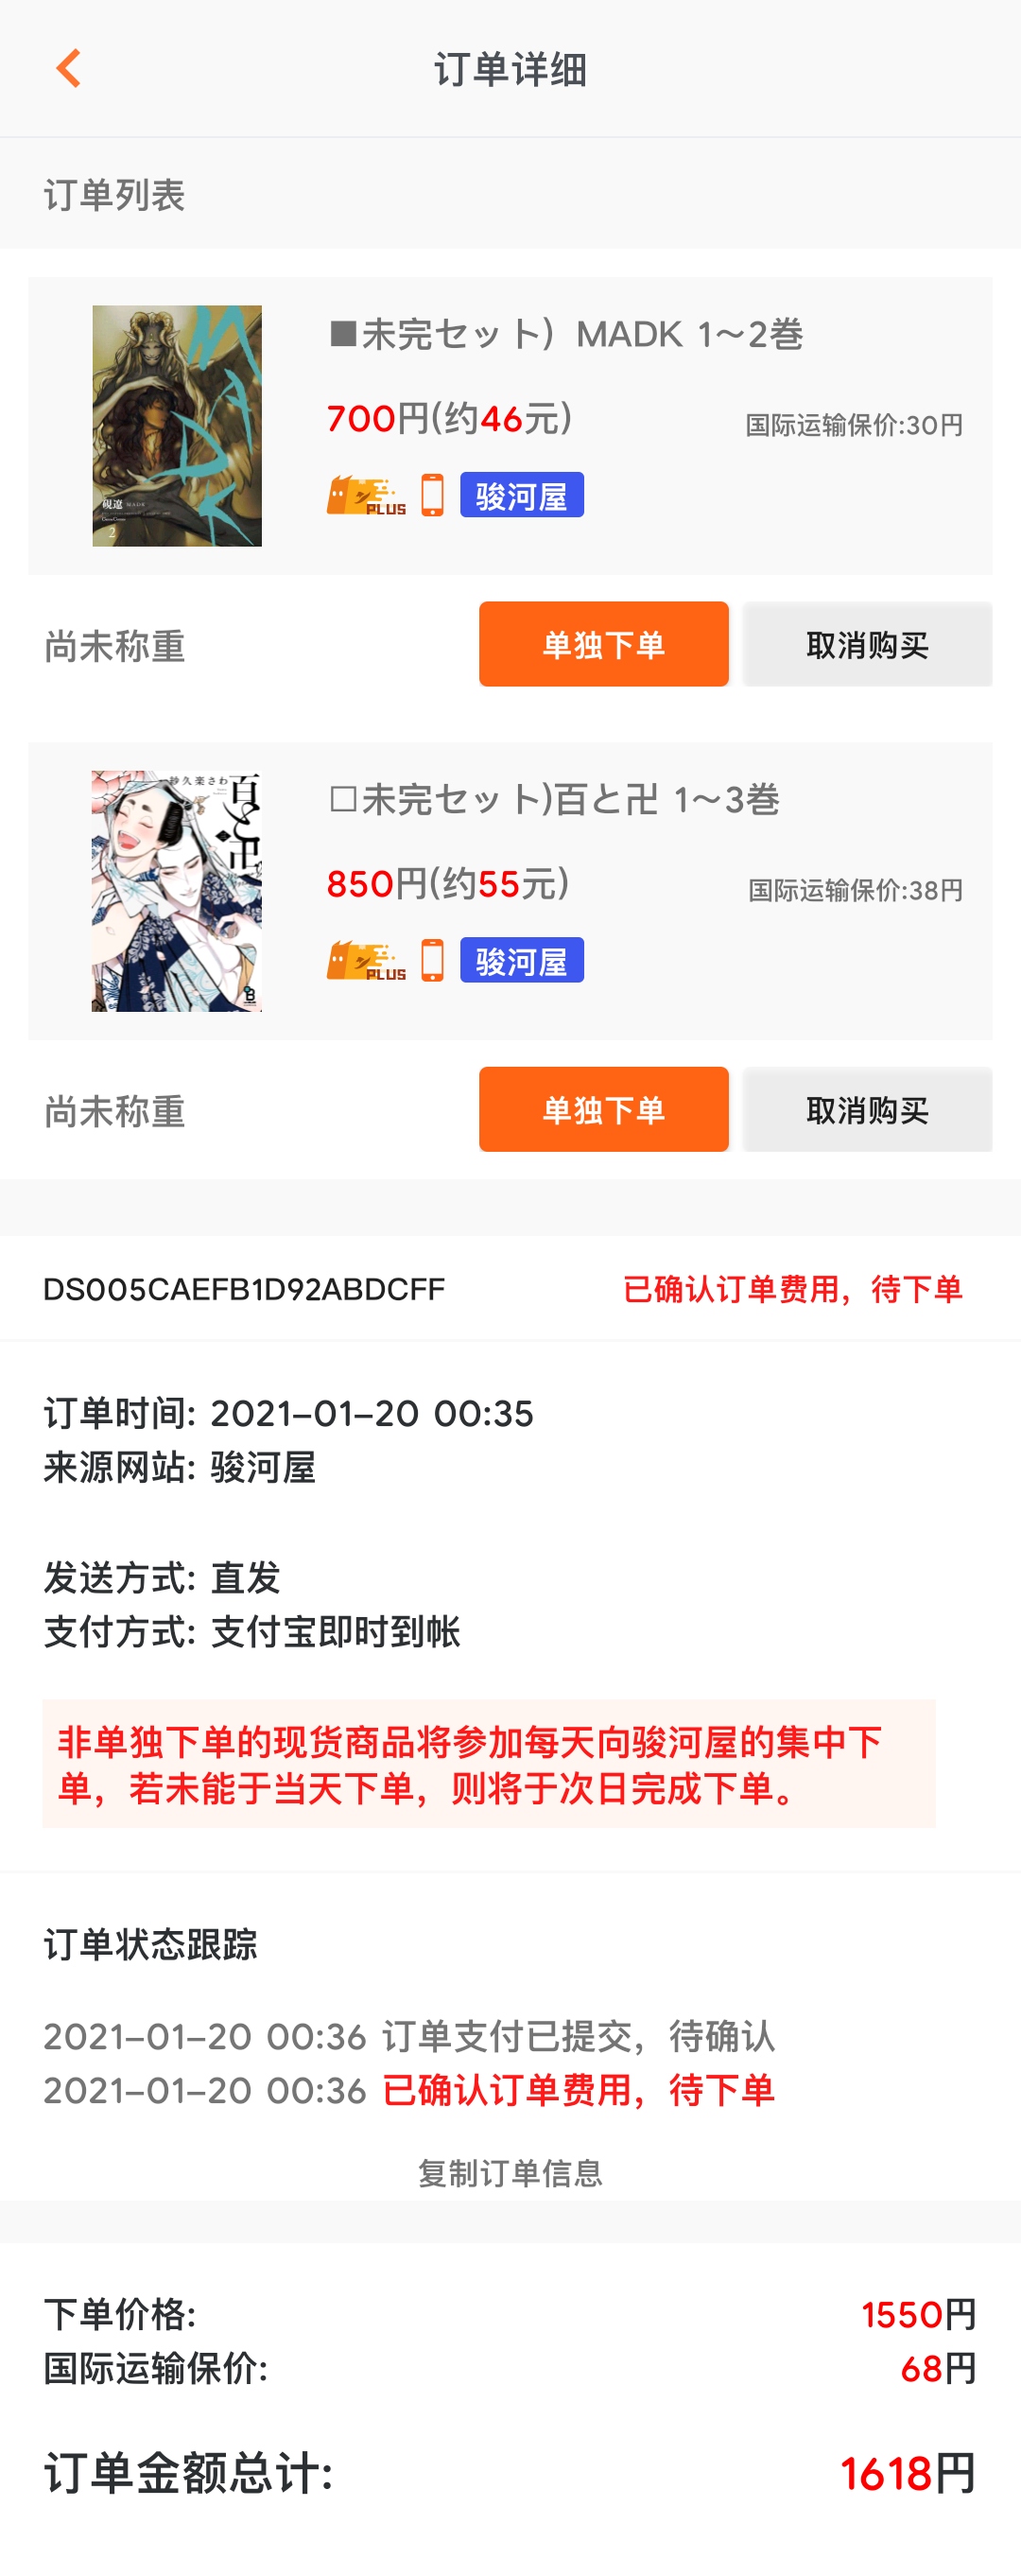 订单详细
订单列表
■未完セット）MADK 1～2巻
700円(约46元)
国际运输保价:30円
PLUS
骏河屋
MADK
硯遼 MADK
2
尚未称重
单独下单
取消购买
□未完セット)百と卍 1～3巻
850円(约55元)
国际运输保价:38円
PLUS
骏河屋
紗久楽さわ
百と卍
尚未称重
单独下单
取消购买
DS005CAEFB1D92ABDCFF
已确认订单费用，待下单
订单时间: 2021-01-20 00:35
来源网站: 骏河屋
发送方式: 直发
支付方式: 支付宝即时到帐
非单独下单的现货商品将参加每天向骏河屋的集中下
单，若未能于当天下单，则将于次日完成下单。
订单状态跟踪
2021-01-20 00:36 订单支付已提交，待确认
2021-01-20 00:36 已确认订单费用，待下单
复制订单信息
下单价格:
1550円
国际运输保价:
68円
订单金额总计:
1618円